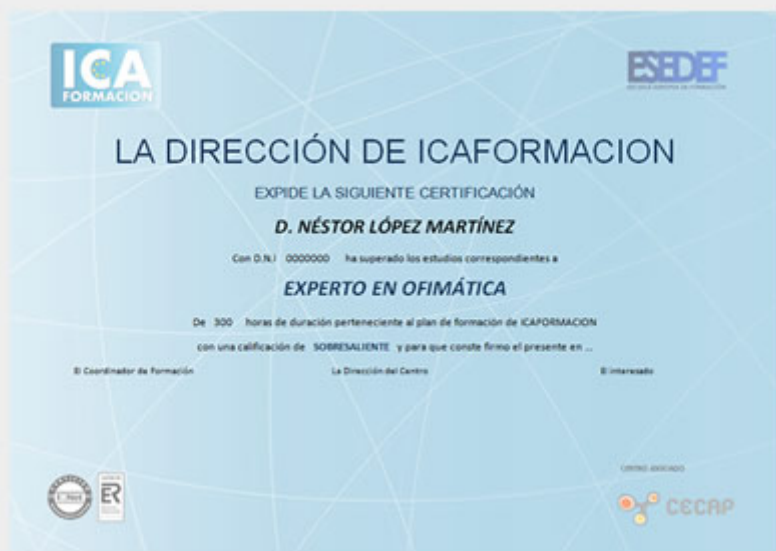 ICA
FORMACION
ESEDEF
LA DIRECCIÓN DE ICAFORMACION
EXPIDE LA SIGUIENTE CERTIFICACIÓN
D. NÉSTOR LÓPEZ MARTÍNEZ
Con D.N.I 0000000 ha superado los estudios correspondientes a
EXPERTO EN OFIMÁTICA
De 300 horas de duración perteneciente al plan de formación de ICAFORMACION
con una calificación de SOBRESALIENTE y para que conste firmo el presente en ...
El Coordinador de Formación La Dirección del Centro El interesado
CENTRO ASOCIADO
ER
CECAP